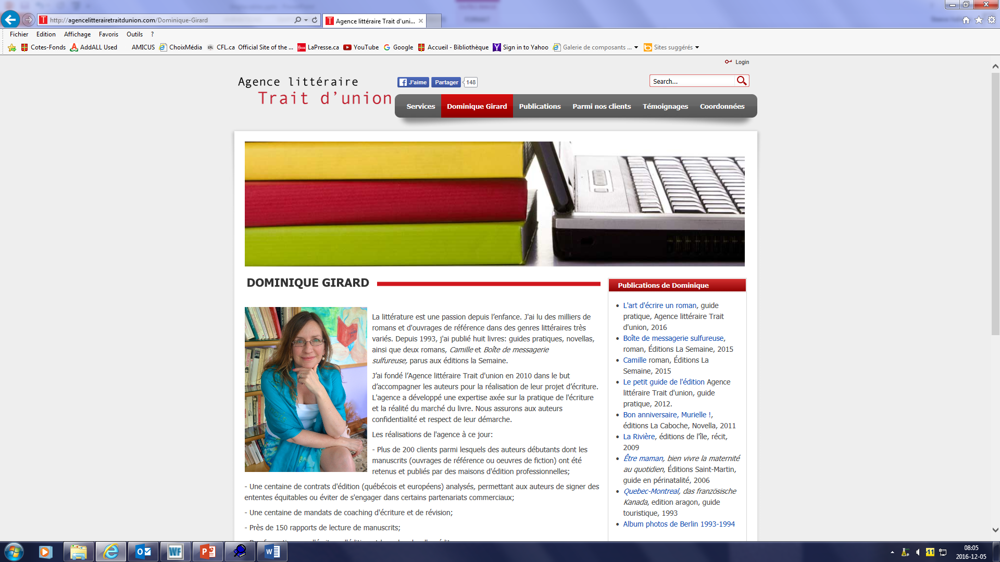 http://agencelitterairetraitdunion.com/Dominique-Girard
Agence littéraire Trait d'uni...
Fichier Edition Affichage Favoris Outils ?
Cotes-Fonds AddALL Used AMICUS ChoixMédia CFL.ca Official Site of the ... LaPresse.ca YouTube Google Accueil - Bibliothèque Sign in to Yahoo Galerie de composants ... Sites suggérés
Login
Agence littéraire
Trait d'union
J'aime Partager 148
Search...
Services Dominique Girard Publications Parmi nos clients Témoignages Coordonnées
DOMINIQUE GIRARD
La littérature est une passion depuis l’enfance. J'ai lu des milliers de
romans et d'ouvrages de référence dans des genres littéraires très
variés. Depuis 1993, j'ai publié huit livres: guides pratiques, novellas,
ainsi que deux romans, Camille et Boîte de messagerie
sulfureuse, parus aux éditions la Semaine.
J’ai fondé l’Agence littéraire Trait d'union en 2010 dans le but
d’accompagner les auteurs pour la réalisation de leur projet d’écriture.
L'agence a développé une expertise axée sur la pratique de l'écriture
et la réalité du marché du livre. Nous assurons aux auteurs
confidentialité et respect de leur démarche.
Les réalisations de l'agence à ce jour:
- Plus de 200 clients parmi lesquels des auteurs débutants dont les
manuscrits (ouvrages de référence ou oeuvres de fiction) ont été
retenus et publiés par des maisons d'édition professionnelles;
- Une centaine de contrats d'édition (québécois et européens) analysés, permettant aux auteurs de signer des
ententes équitables ou éviter de s'engager dans certains partenariats commerciaux;
- Une centaine de mandats de coaching d'écriture et de révision;
- Près de 150 rapports de lecture de manuscrits;
Publications de Dominique
• L'art d'écrire un roman, guide
pratique, Agence littéraire Trait
d'union, 2016
• Boîte de messagerie sulfureuse,
roman, Éditions La Semaine, 2015
• Camille roman, Éditions La
Semaine, 2015
• Le petit guide de l'édition Agence
littéraire Trait d'union, guide
pratique, 2012.
• Bon anniversaire, Murielle !,
éditions La Caboche, Novella, 2011
• La Rivière, éditions de l'île, récit,
2009
• Être maman, bien vivre la maternité
au quotidien, Éditions Saint-Martin,
guide en périnatalité, 2006
• Quebec-Montreal, das französische
Kanada, edition aragon, guide
touristique, 1993
• Album photos de Berlin 1993-1994
-11
08:05
2016-12-05